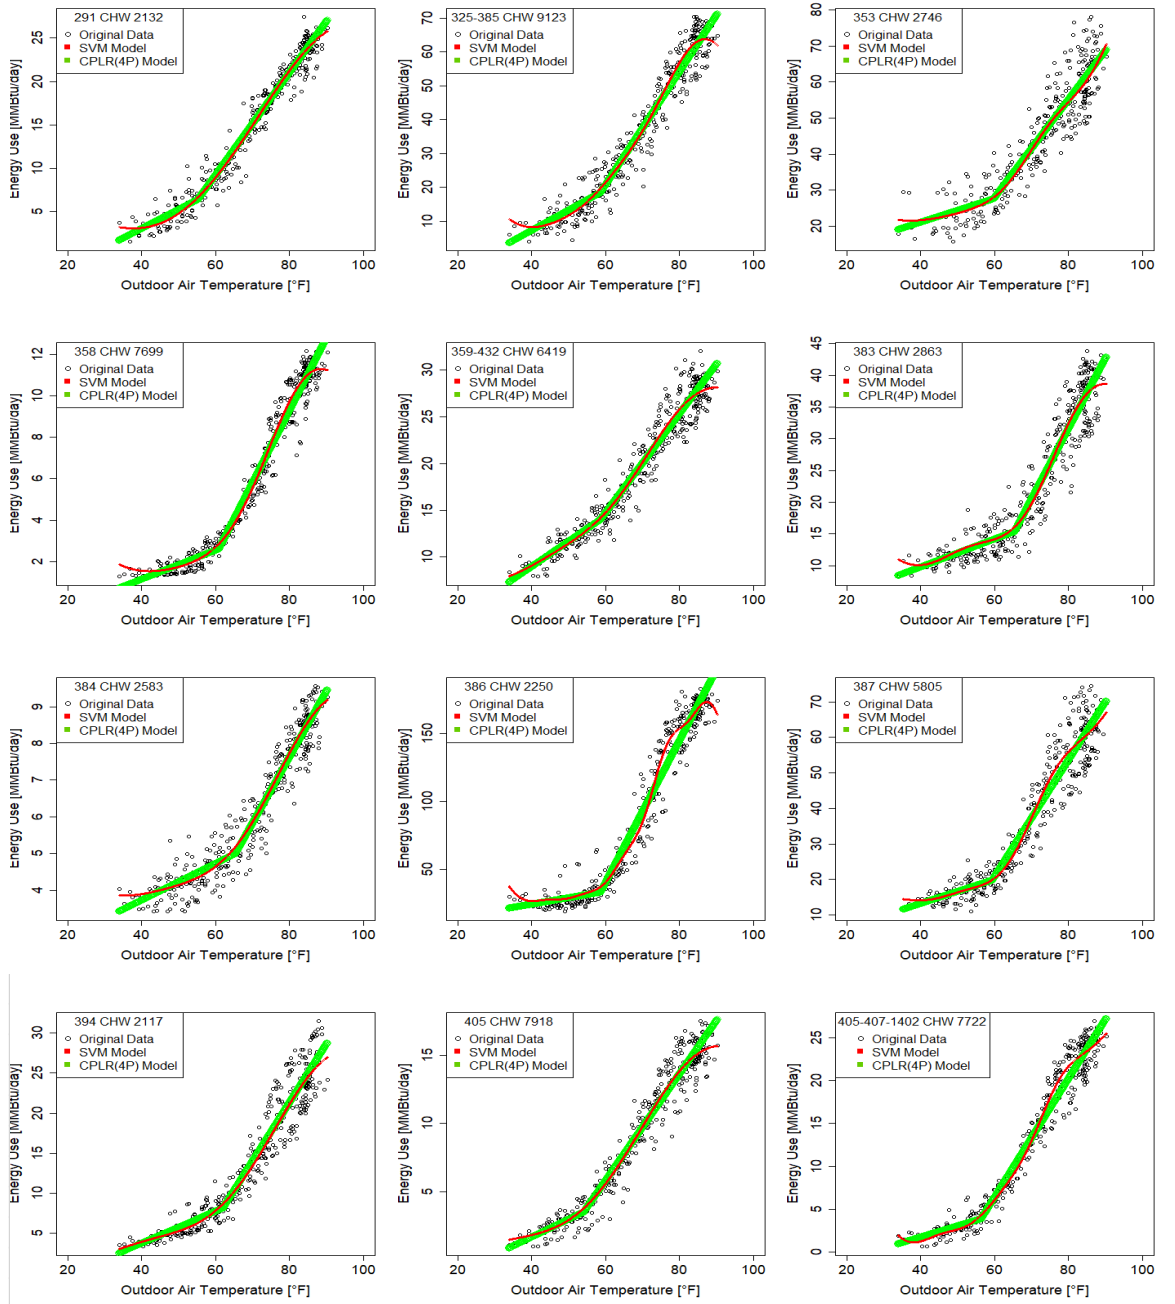 291 CHW 2132
Original Data
SVM Model
CPLR(4P) Model
Energy Use [MMBtu/day]
25
20
15
10
5
20 40 60 80 100
Outdoor Air Temperature [°F]
325-385 CHW 9123
Original Data
SVM Model
CPLR(4P) Model
Energy Use [MMBtu/day]
70
60
50
40
30
20
10
20 40 60 80 100
Outdoor Air Temperature [°F]
353 CHW 2746
Original Data
SVM Model
CPLR(4P) Model
Energy Use [MMBtu/day]
80
70
60
50
40
30
20
20 40 60 80 100
Outdoor Air Temperature [°F]
358 CHW 7699
Original Data
SVM Model
CPLR(4P) Model
Energy Use [MMBtu/day]
12
10
8
6
4
2
20 40 60 80 100
Outdoor Air Temperature [°F]
359-432 CHW 6419
Original Data
SVM Model
CPLR(4P) Model
Energy Use [MMBtu/day]
30
25
20
15
10
20 40 60 80 100
Outdoor Air Temperature [°F]
383 CHW 2863
Original Data
SVM Model
CPLR(4P) Model
Energy Use [MMBtu/day]
45
40
35
30
25
20
15
10
20 40 60 80 100
Outdoor Air Temperature [°F]
384 CHW 2583
Original Data
SVM Model
CPLR(4P) Model
Energy Use [MMBtu/day]
9
8
7
6
5
4
20 40 60 80 100
Outdoor Air Temperature [°F]
386 CHW 2250
Original Data
SVM Model
CPLR(4P) Model
Energy Use [MMBtu/day]
150
100
50
20 40 60 80 100
Outdoor Air Temperature [°F]
387 CHW 5805
Original Data
SVM Model
CPLR(4P) Model
Energy Use [MMBtu/day]
70
60
50
40
30
20
10
20 40 60 80 100
Outdoor Air Temperature [°F]
394 CHW 2117
Original Data
SVM Model
CPLR(4P) Model
Energy Use [MMBtu/day]
30
25
20
15
10
5
20 40 60 80 100
Outdoor Air Temperature [°F]
405 CHW 7918
Original Data
SVM Model
CPLR(4P) Model
Energy Use [MMBtu/day]
15
10
5
20 40 60 80 100
Outdoor Air Temperature [°F]
405-407-1402 CHW 7722
Original Data
SVM Model
CPLR(4P) Model
Energy Use [MMBtu/day]
25
20
15
10
5
0
20 40 60 80 100
Outdoor Air Temperature [°F]